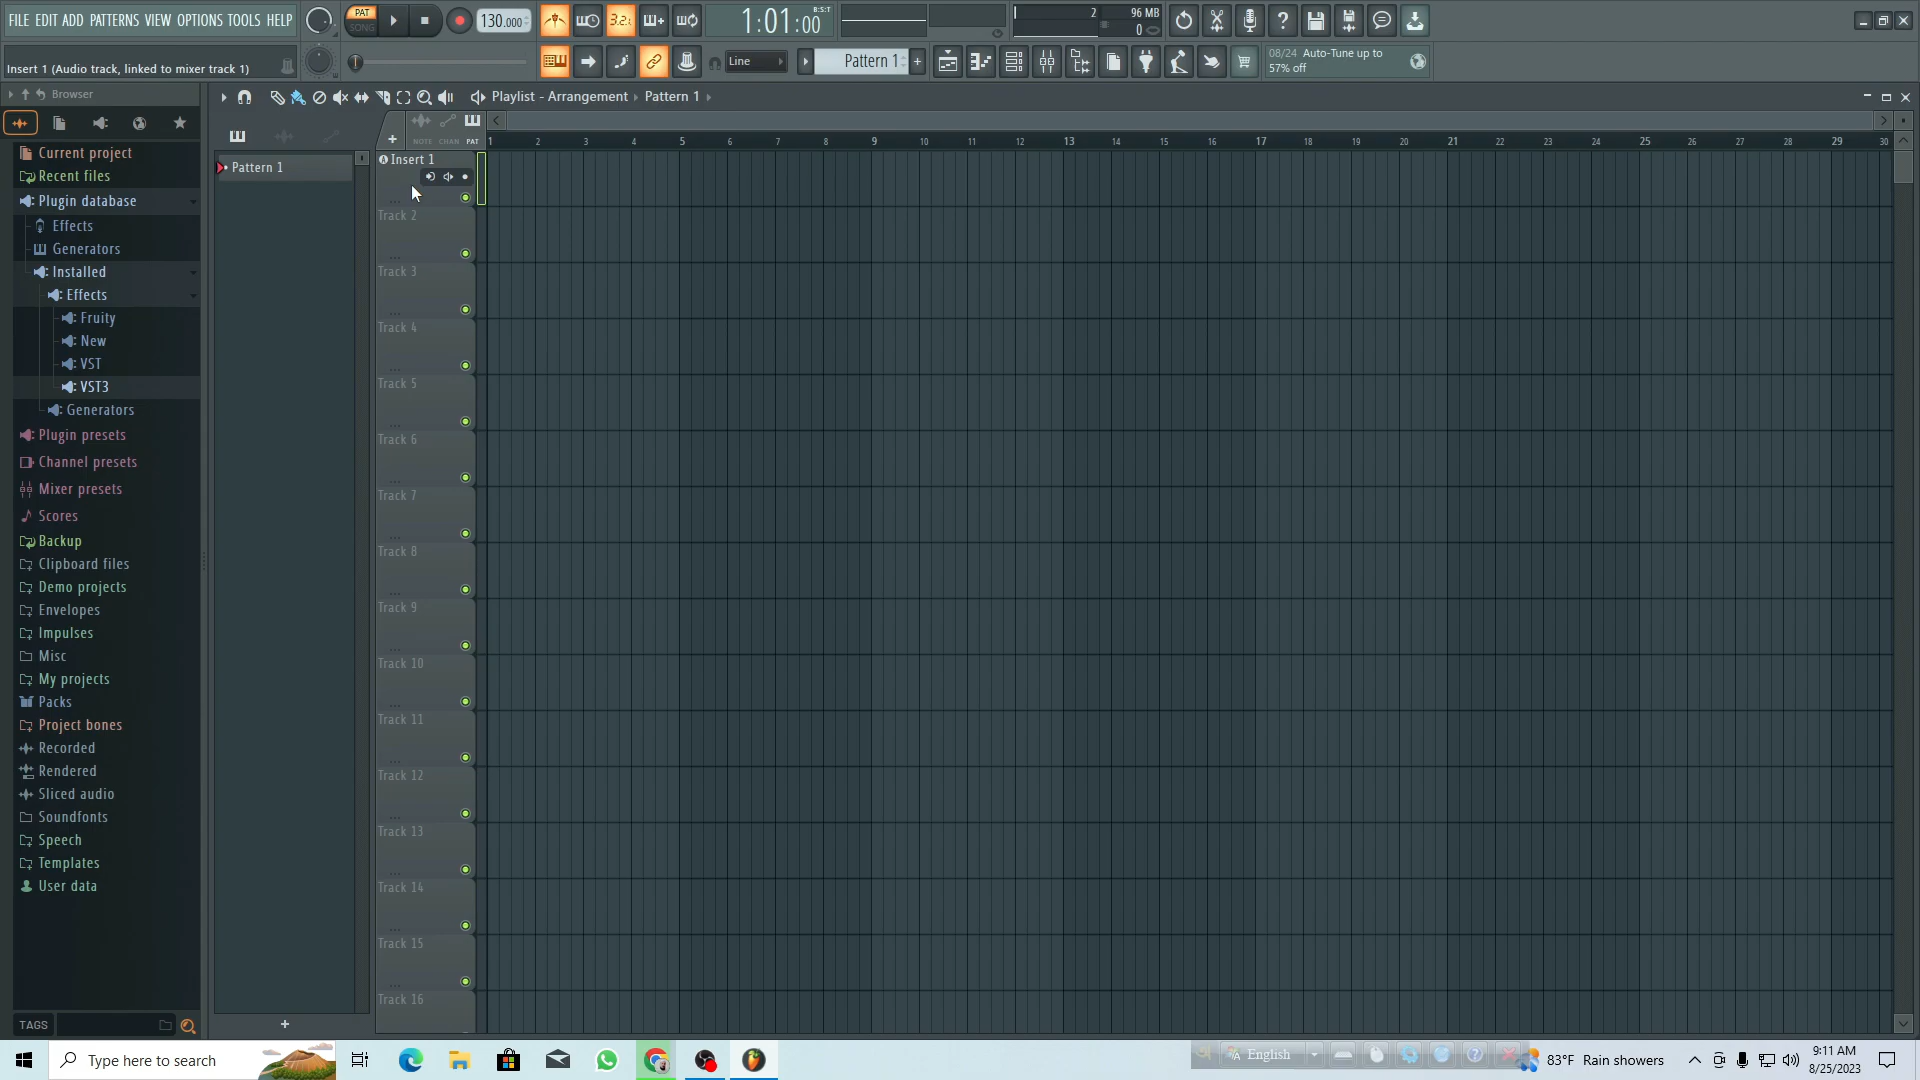 FILE EDIT ADD PATTERNS VIEW OPTIONS TOOLS HELP
PAT
SONG
130.000
3.2.
1:01:00
B:S:T
2
96 MB
0
Insert 1 (Audio track, linked to mixer track 1)
Line
Pattern 1
08/24 Auto-Tune up to
57% off
Browser
Playlist - Arrangement
Pattern 1
Current project
Recent files
Plugin database
Effects
Generators
Installed
Effects
Fruity
New
VST
VST3
Generators
Plugin presets
Channel presets
Mixer presets
Scores
Backup
Clipboard files
Demo projects
Envelopes
Impulses
Misc
My projects
Packs
Project bones
Recorded
Rendered
Sliced audio
Soundfonts
Speech
Templates
User data
TAGS
Pattern 1
NOTE CHAN PAT
1 2 3 4 5 6 7 8 9 10 11 12 13 14 15 16 17 18 19 20 21 22 23 24 25 26 27 28 29 30
Insert 1
Track 2
Track 3
Track 4
Track 5
Track 6
Track 7
Track 8
Track 9
Track 10
Track 11
Track 12
Track 13
Track 14
Track 15
Track 16
Type here to search
English
83°F Rain showers
9:11 AM
8/25/2023